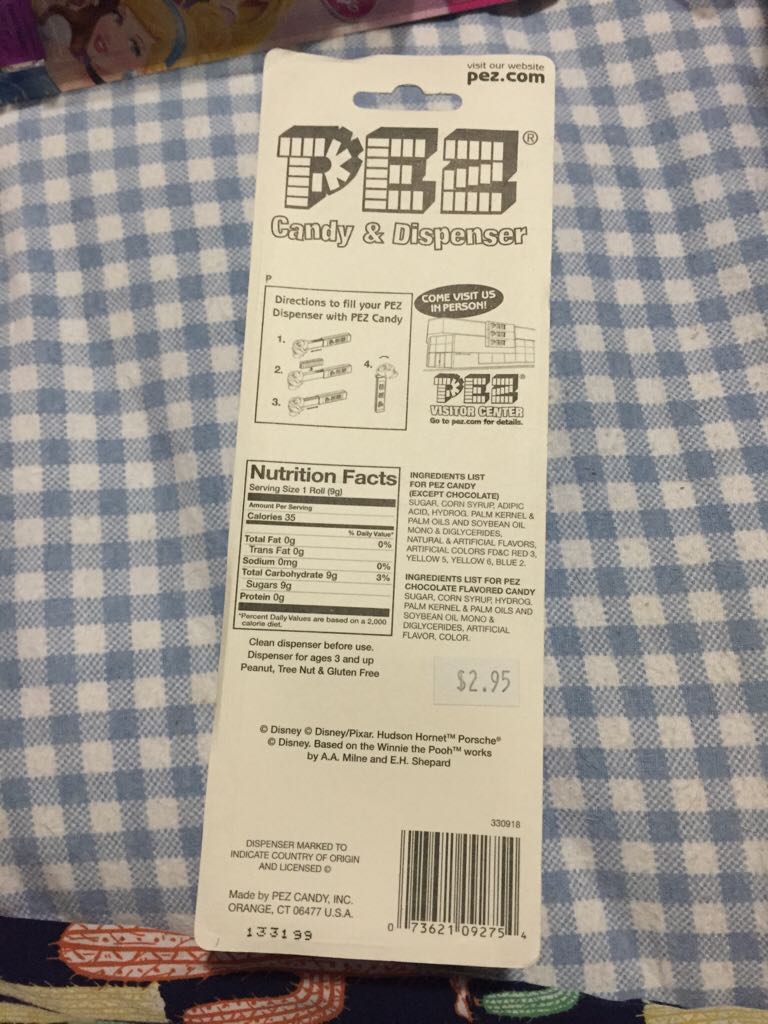 visit our website
pez.com
PEZ®
Candy & Dispenser
P
Directions to fill your PEZ
Dispenser with PEZ Candy
1.
2.
3.
4.
COME VISIT US
IN PERSON!
PEZ
PEZ
PEZ
PEZ®
VISITOR CENTER
Go to pez.com for details.
Nutrition Facts
Serving Size 1 Roll (9g)
Amount Per Serving
Calories 35
% Daily Value*
Total Fat 0g 0%
Trans Fat 0g
Sodium 0mg 0%
Total Carbohydrate 9g 3%
Sugars 9g
Protein 0g
*Percent Daily Values are based on a 2,000
calorie diet.
INGREDIENTS LIST
FOR PEZ CANDY
(EXCEPT CHOCOLATE)
SUGAR, CORN SYRUP, ADIPIC
ACID, HYDROG. PALM KERNEL &
PALM OILS AND SOYBEAN OIL
MONO & DIGLYCERIDES,
NATURAL & ARTIFICIAL FLAVORS,
ARTIFICIAL COLORS FD&C RED 3,
YELLOW 5, YELLOW 6, BLUE 2.
INGREDIENTS LIST FOR PEZ
CHOCOLATE FLAVORED CANDY
SUGAR, CORN SYRUP, HYDROG.
PALM KERNEL & PALM OILS AND
SOYBEAN OIL MONO &
DIGLYCERIDES, ARTIFICIAL
FLAVOR, COLOR.
Clean dispenser before use.
Dispenser for ages 3 and up
Peanut, Tree Nut & Gluten Free
$2.95
© Disney © Disney/Pixar. Hudson Hornet™ Porsche®
© Disney. Based on the Winnie the Pooh™ works
by A.A. Milne and E.H. Shepard
330918
DISPENSER MARKED TO
INDICATE COUNTRY OF ORIGIN
AND LICENSED ©
Made by PEZ CANDY, INC.
ORANGE, CT 06477 U.S.A.
133199
0 73621 09275 4